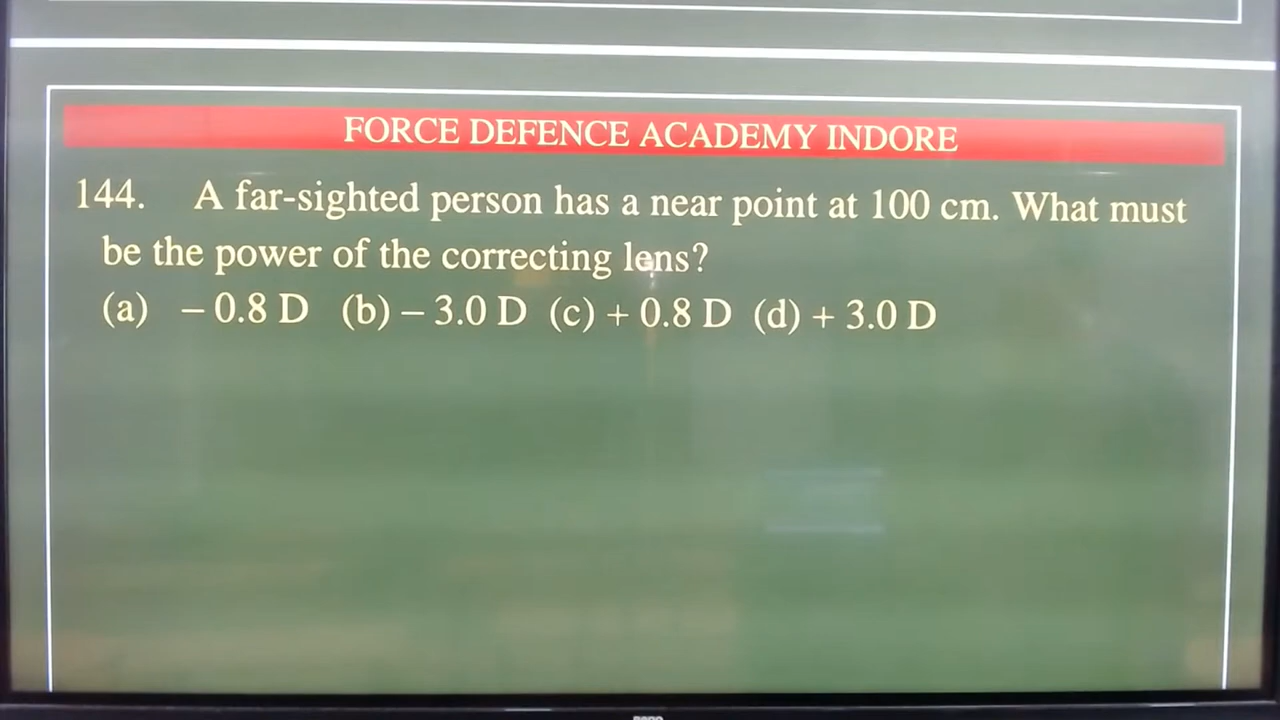 FORCE DEFENCE ACADEMY INDORE
144. A far-sighted person has a near point at 100 cm. What must
be the power of the correcting lens?
(a) – 0.8 D (b) – 3.0 D (c) + 0.8 D (d) + 3.0 D